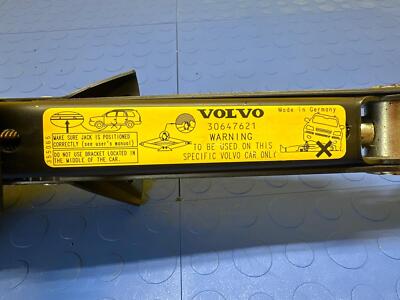 VOLVO
Made in Germany
30647621
WARNING
TO BE USED ON THIS
SPECIFIC VOLVO CAR ONLY
MAKE SURE JACK IS POSITIONED
CORRECTLY (see user's manual)
DO NOT USE BRACKET LOCATED IN
THE MIDDLE OF THE CAR.